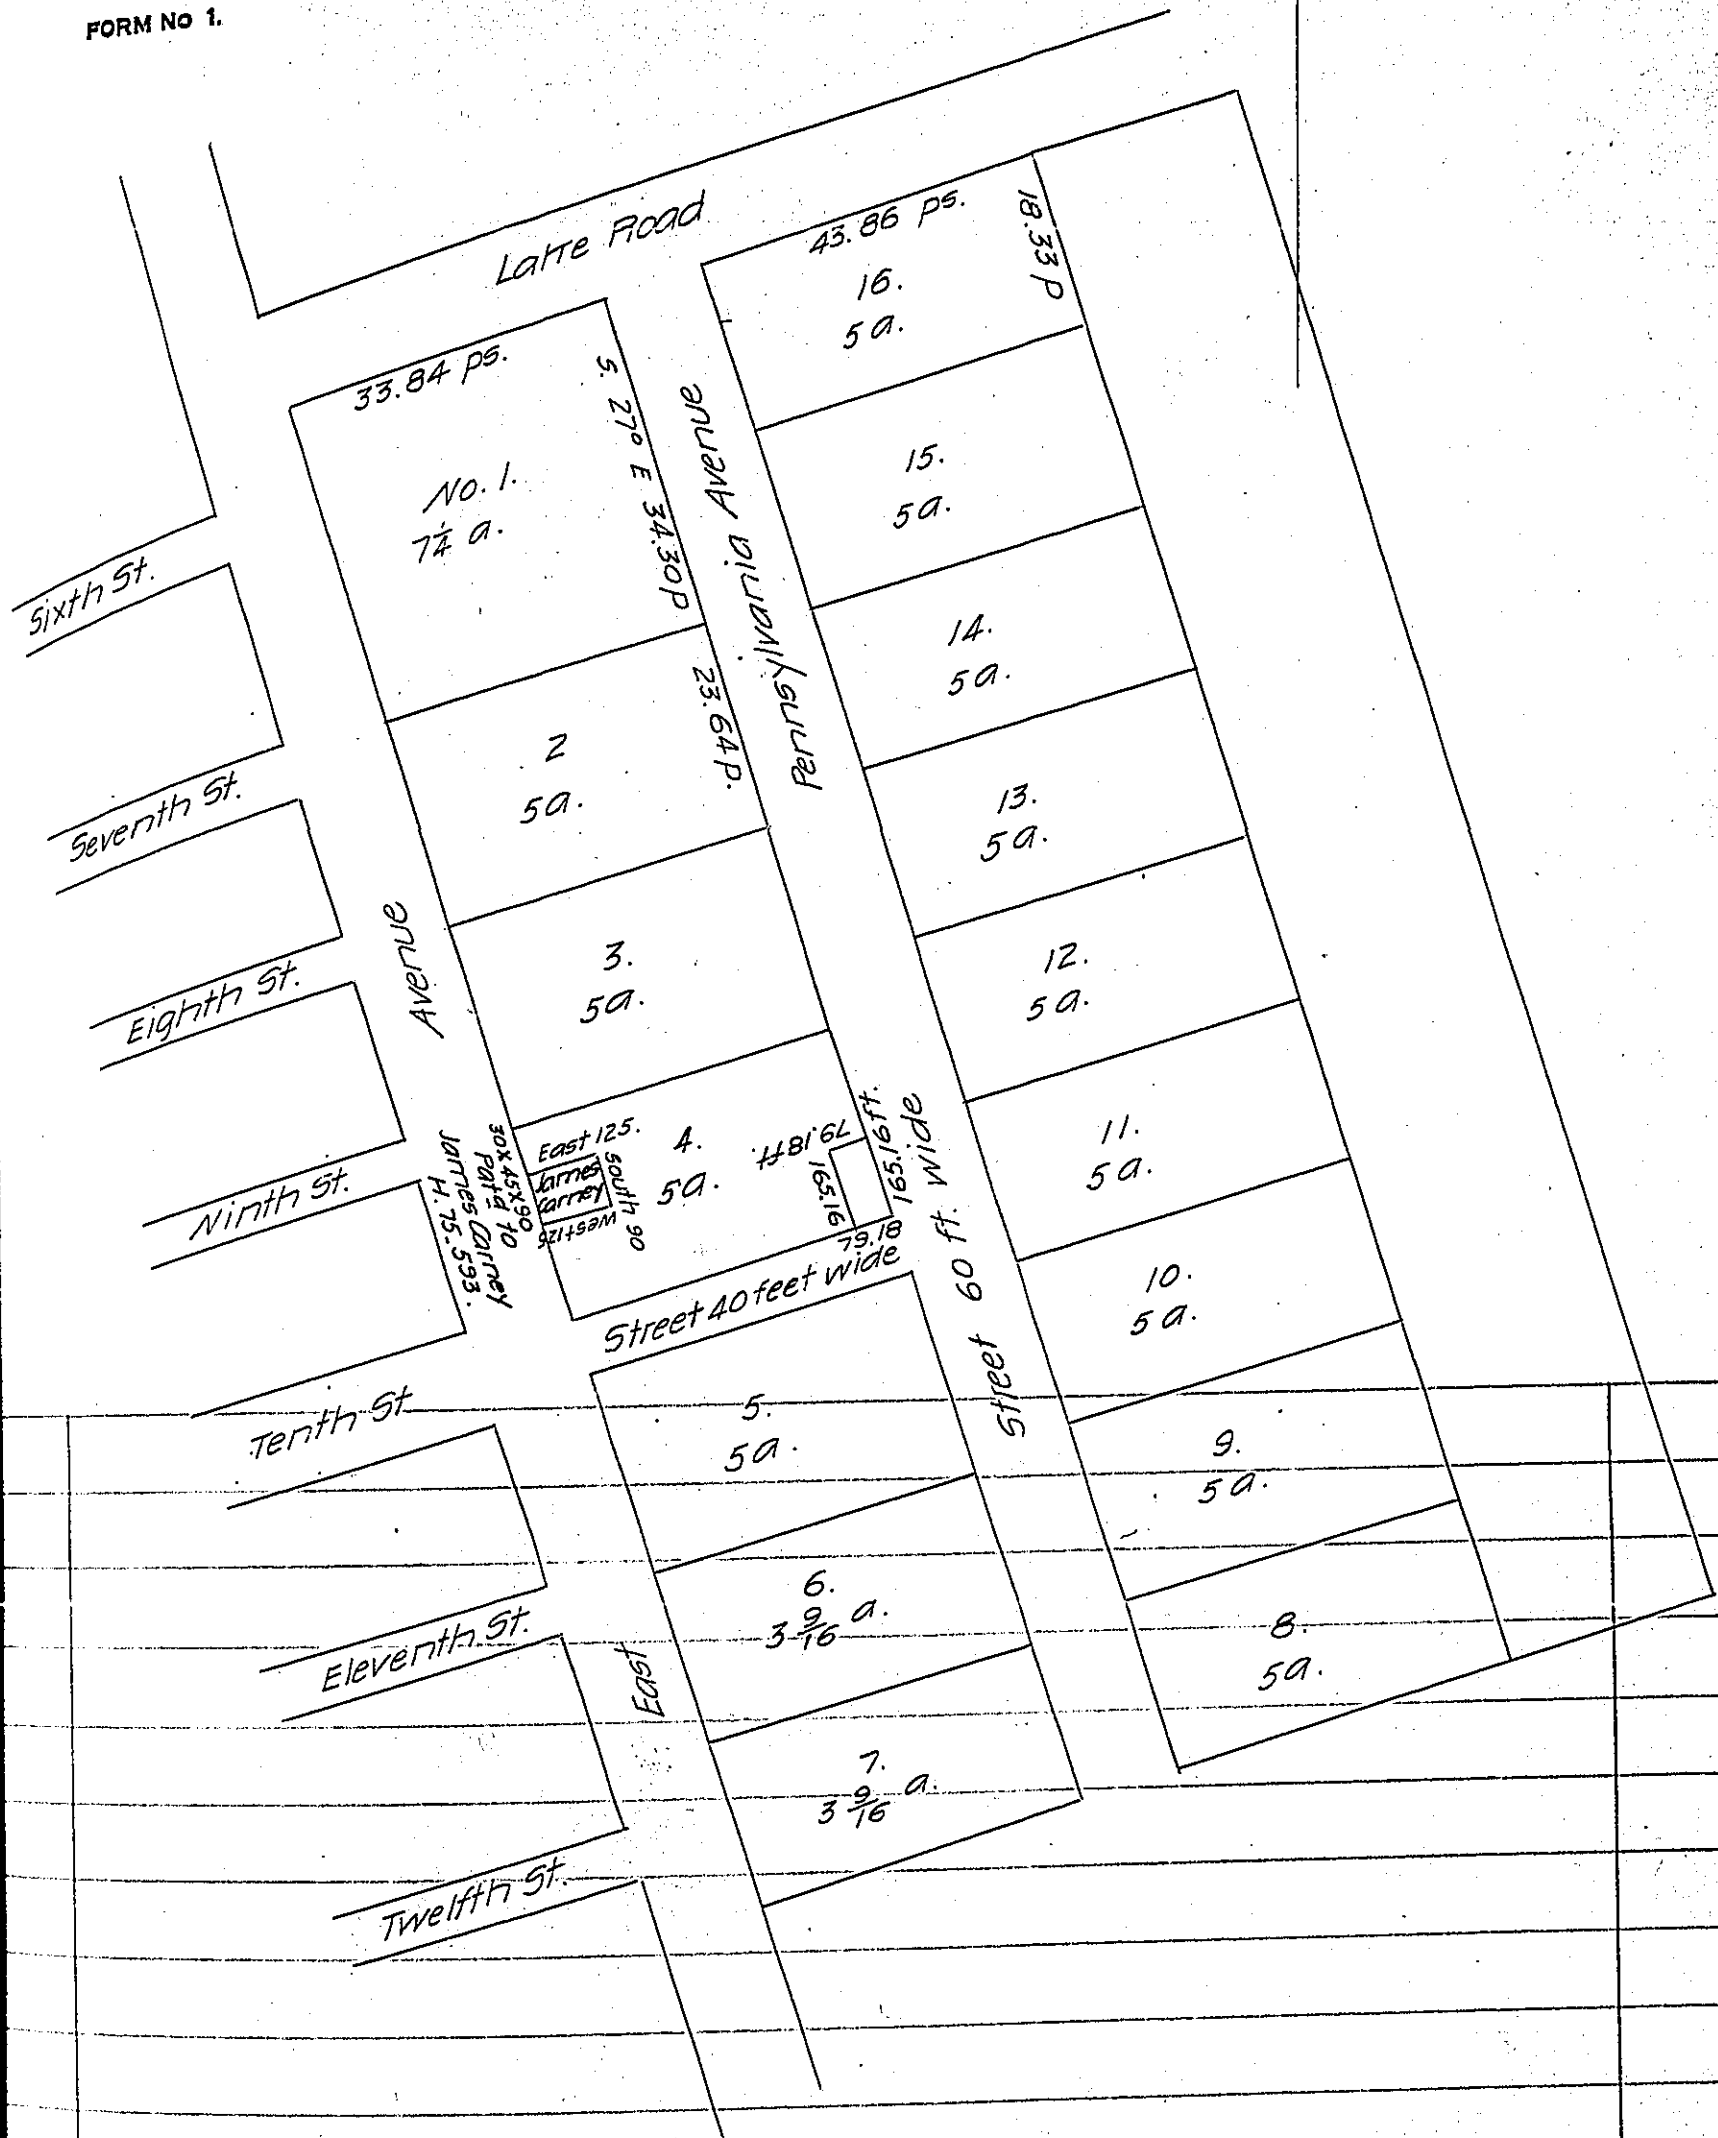 FORM No 1.
Lake Road
43.86 ps.
18.33 p
16.
5 a.
33.84 ps.
S. 27° E 34.30 p
No. 1.
7 1/4 a.
Pennsylvania Avenue
15.
5 a.
Sixth St.
14.
5 a.
23.64 p.
2
5 a.
Seventh St.
13.
5 a.
Avenue
3.
5 a.
12.
5 a.
Eighth St.
4.
5 a.
East 125.
South 90
West 125
James
Carney
30 x 45 x 90
James Carney
H. 75-593.
79.18 ft.
165.16 ft.
165.16
79.18
11.
5 a.
Ninth St.
Street 40 feet wide
Street 60 ft. wide
10.
5 a.
Tenth St
5.
5 a.
9.
5 a.
6.
3 9/16 a.
8.
5 a.
Eleventh St.
East
7.
3 9/16 a.
Twelfth St.